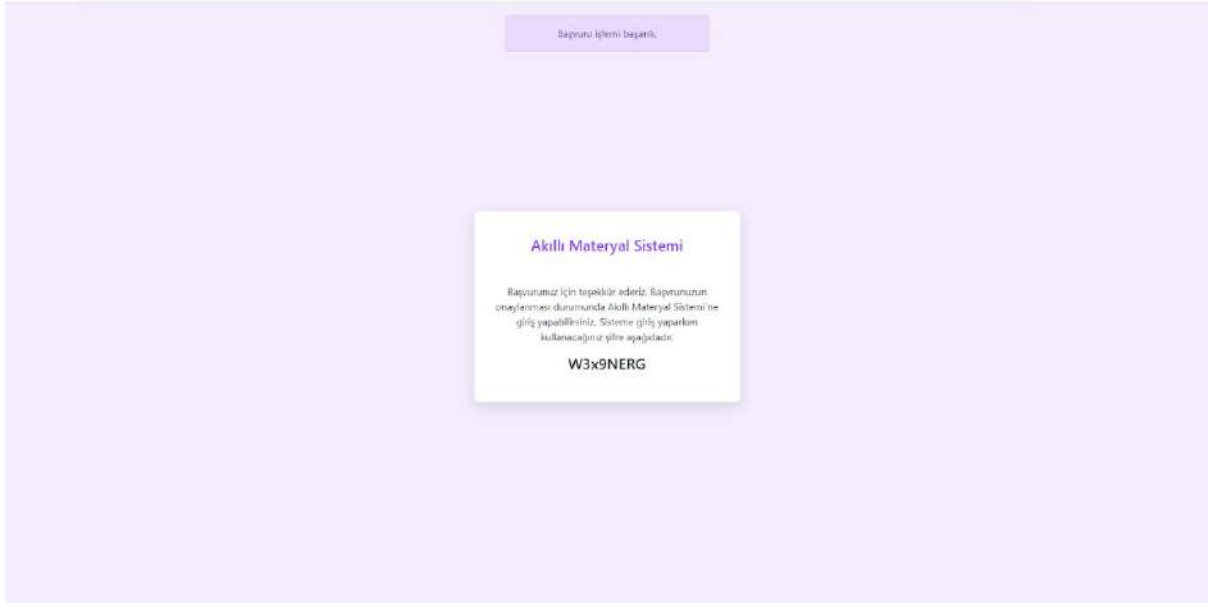 Başvuru işlemi başarılı.
Akıllı Materyal Sistemi
Başvurunuz için teşekkür ederiz. Başvurunuzun
onaylanması durumunda Akıllı Materyal Sistemi'ne
giriş yapabilirsiniz. Sisteme giriş yaparken
kullanacağınız şifre aşağıdadır.
W3x9NERG